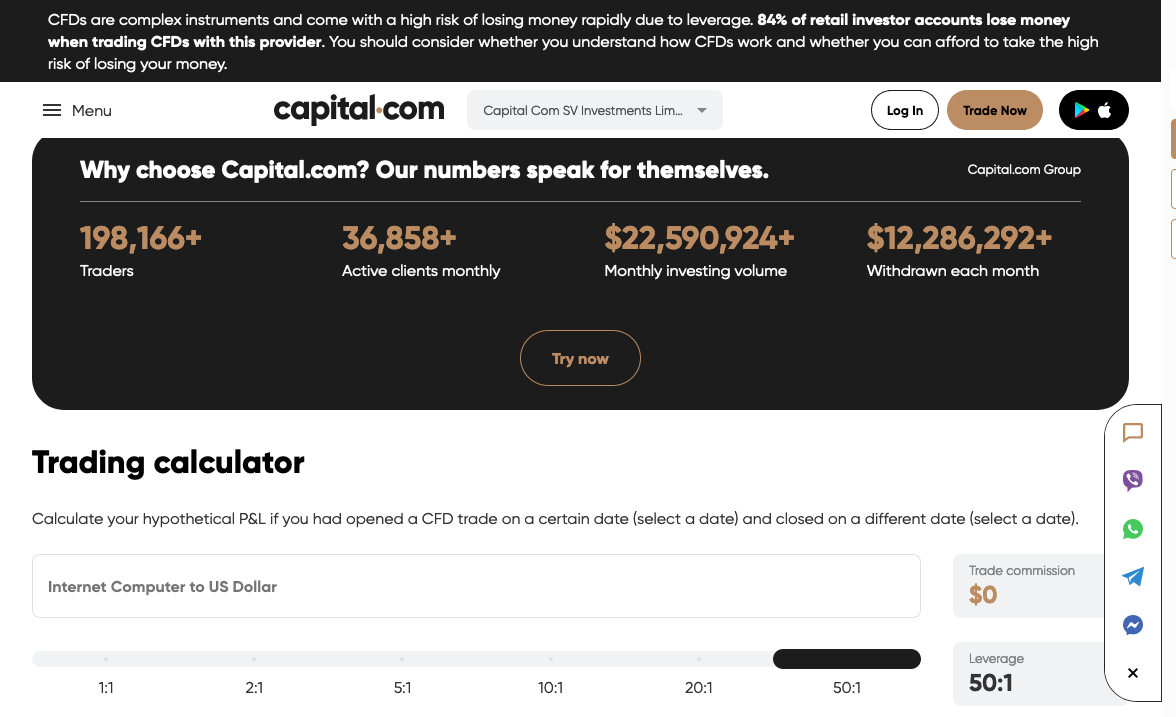 CFDs are complex instruments and come with a high risk of losing money rapidly due to leverage. 84% of retail investor accounts lose money
when trading CFDs with this provider. You should consider whether you understand how CFDs work and whether you can afford to take the high
risk of losing your money.
Menu
capital.com
Capital Com SV Investments Lim...
Log In
Trade Now
Why choose Capital.com? Our numbers speak for themselves.
Capital.com Group
198,166+
36,858+
$22,590,924+
$12,286,292+
Traders
Active clients monthly
Monthly investing volume
Withdrawn each month
Try now
Trading calculator
Calculate your hypothetical P&L if you had opened a CFD trade on a certain date (select a date) and closed on a different date (select a date).
Internet Computer to US Dollar
Trade commission
$0
1:1
2:1
5:1
10:1
20:1
50:1
Leverage
50:1